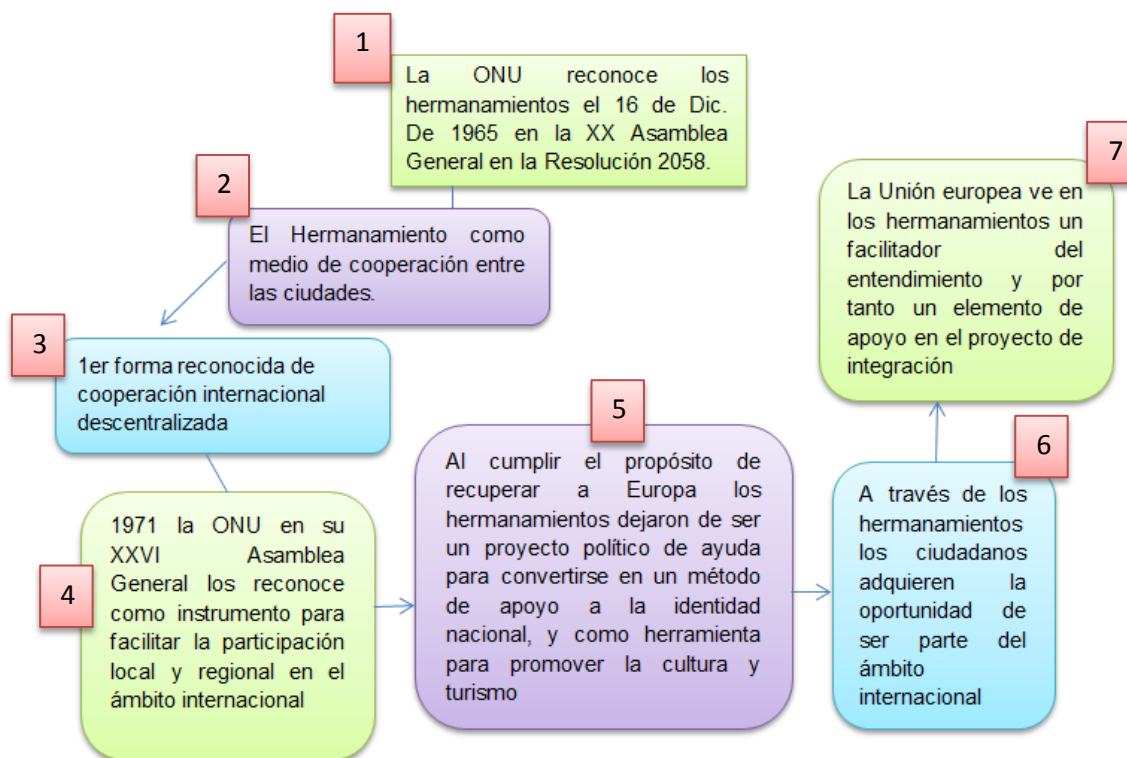 1
La ONU reconoce los
hermanamientos el 16 de Dic.
De 1965 en la XX Asamblea
General en la Resolución 2058.
2
El Hermanamiento como
medio de cooperación entre
las ciudades.
3
1er forma reconocida de
cooperación internacional
descentralizada
4
1971 la ONU en su
XXVI Asamblea
General los reconoce
como instrumento para
facilitar la participación
local y regional en el
ámbito internacional
5
Al cumplir el propósito de
recuperar a Europa los
hermanamientos dejaron de ser
un proyecto político de ayuda
para convertirse en un método
de apoyo a la identidad
nacional, y como herramienta
para promover la cultura y
turismo
6
A través de los
hermanamientos
los ciudadanos
adquieren la
oportunidad de
ser parte del
ámbito
internacional
7
La Unión europea ve en
los hermanamientos un
facilitador del
entendimiento y por
tanto un elemento de
apoyo en el proyecto de
integración